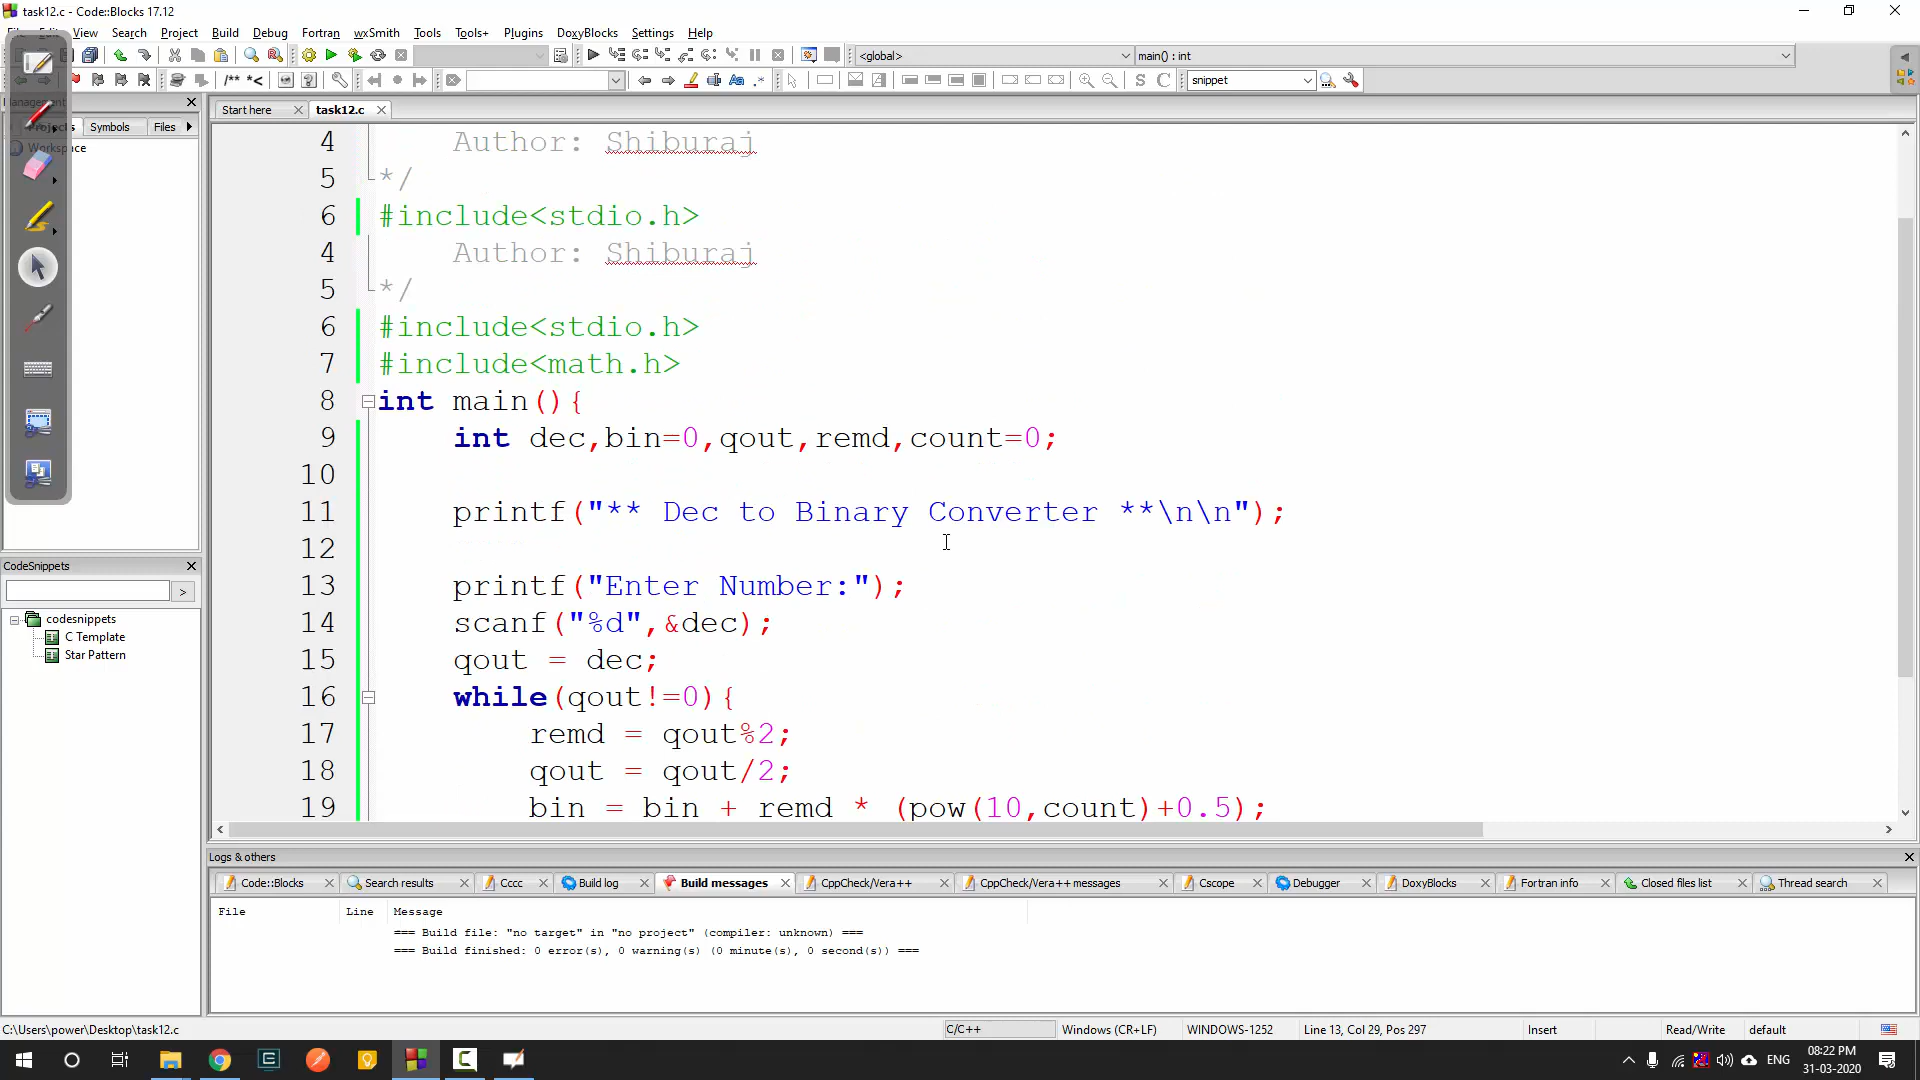 task12.c - Code::Blocks 17.12
View Search Project Build Debug Fortran wxSmith Tools Tools+ Plugins DoxyBlocks Settings Help
<global> main() : int
/** *< Aa .* S C snippet
Management
Projects Symbols Files
Workspace
Start here task12.c
4 Author: Shiburaj
5 */
6 #include<stdio.h>
4 Author: Shiburaj
5 */
6 #include<stdio.h>
7 #include<math.h>
8 int main(){
9 int dec,bin=0,qout,remd,count=0;
10
11 printf("** Dec to Binary Converter **\n\n");
12
13 printf("Enter Number:");
14 scanf("%d",&dec);
15 qout = dec;
16 while(qout!=0){
17 remd = qout%2;
18 qout = qout/2;
19 bin = bin + remd * (pow(10,count)+0.5);
CodeSnippets
>
codesnippets
C Template
Star Pattern
Logs & others
Code::Blocks Search results Cccc Build log Build messages CppCheck/Vera++ CppCheck/Vera++ messages Cscope Debugger DoxyBlocks Fortran info Closed files list Thread search
File Line Message
=== Build file: "no target" in "no project" (compiler: unknown) ===
=== Build finished: 0 error(s), 0 warning(s) (0 minute(s), 0 second(s)) ===
C:\Users\power\Desktop\task12.c C/C++ Windows (CR+LF) WINDOWS-1252 Line 13, Col 29, Pos 297 Insert Read/Write default
ENG 08:22 PM
31-03-2020